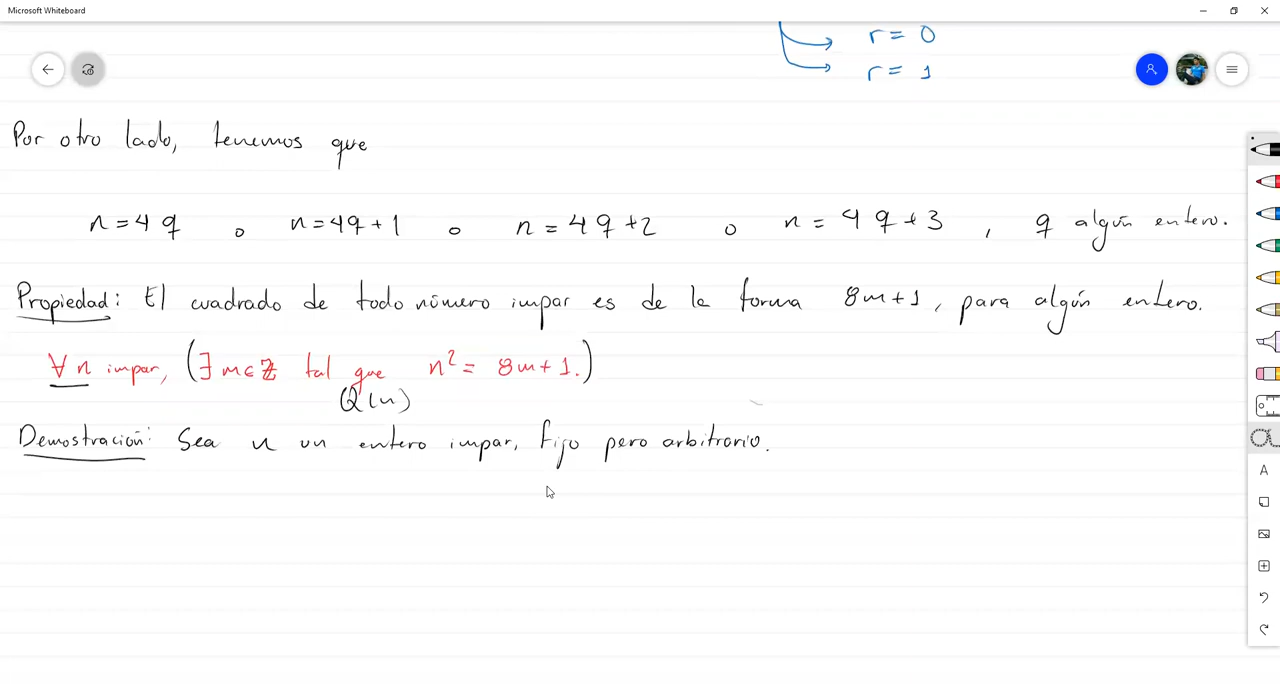 Microsoft Whiteboard
r = 0
r = 1
Por otro lado, tenemos que
n = 4q o n = 4q + 1 o n = 4q + 2 o n = 4q + 3, q algún entero.
Propiedad: El cuadrado de todo número impar es de la forma 8m + 1, para algún entero.
∀ n impar, (∃ m ∈ ℤ tal que n² = 8m + 1.)
Q(n)
Demostración: Sea n un entero impar, fijo pero arbitrario.
A